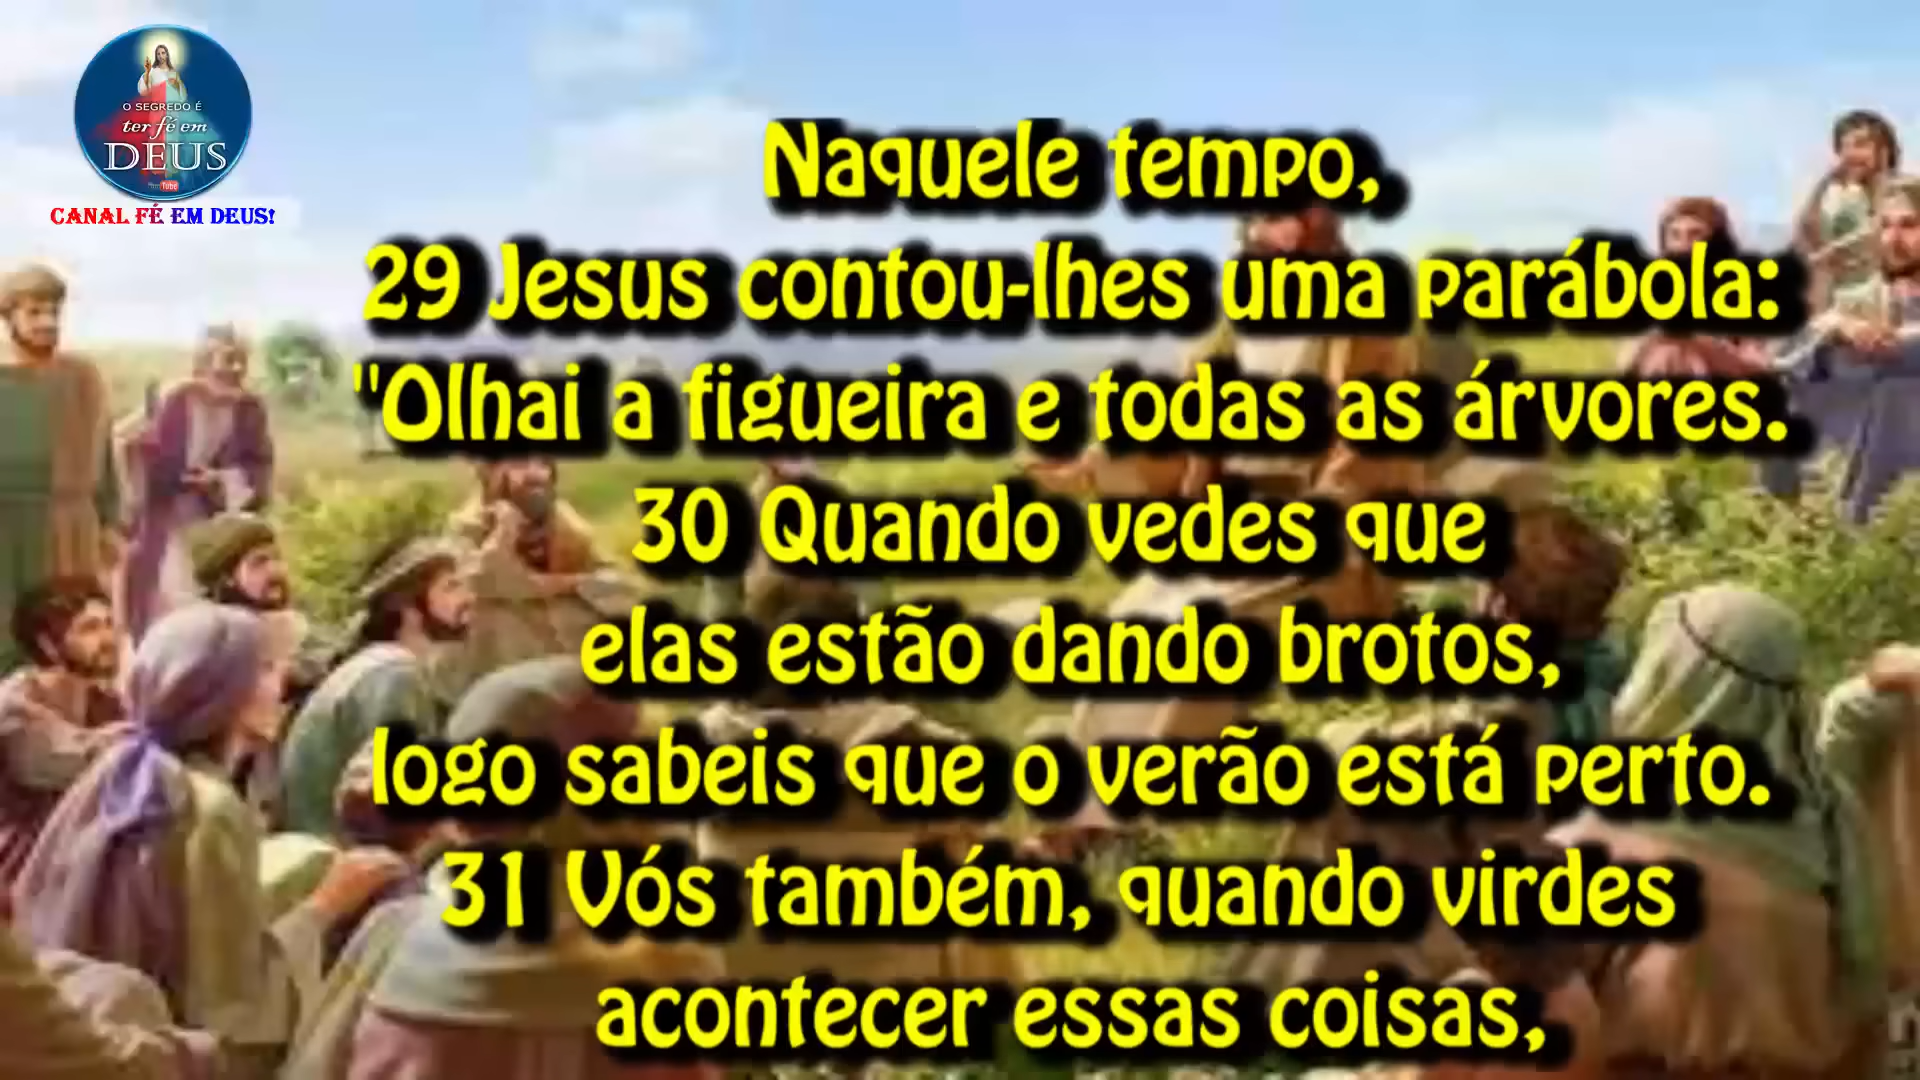 O SEGREDO É
ter fé em
DEUS
YouTube
CANAL FÉ EM DEUS!
Naquele tempo,
29 Jesus contou-lhes uma parábola:
"Olhai a figueira e todas as árvores.
30 Quando vedes que
elas estão dando brotos,
logo sabeis que o verão está perto.
31 Vós também, quando virdes
acontecer essas coisas,